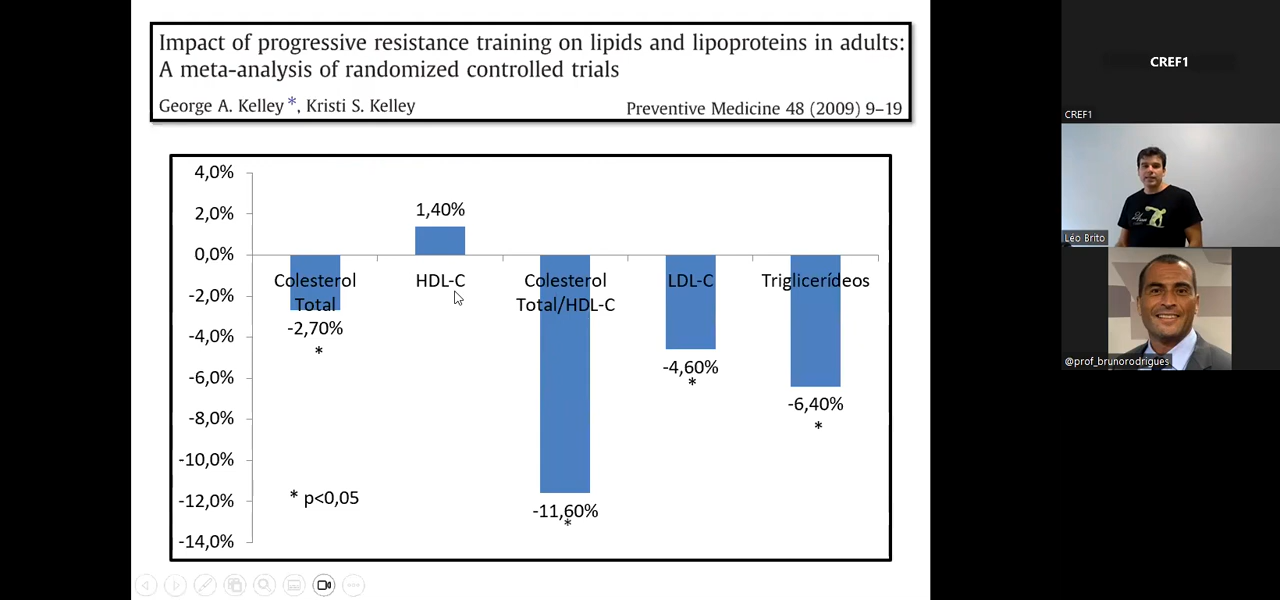 Impact of progressive resistance training on lipids and lipoproteins in adults:
A meta-analysis of randomized controlled trials
George A. Kelley *, Kristi S. Kelley
Preventive Medicine 48 (2009) 9–19
4,0%
2,0%
0,0%
-2,0%
-4,0%
-6,0%
-8,0%
-10,0%
-12,0%
-14,0%
1,40%
Colesterol
Total
HDL-C
Colesterol
Total/HDL-C
LDL-C
Triglicerídeos
-2,70%
*
-4,60%
*
-6,40%
*
-11,60%
*
* p<0,05
CREF1
CREF1
Léo Brito
@prof_brunorodrigues